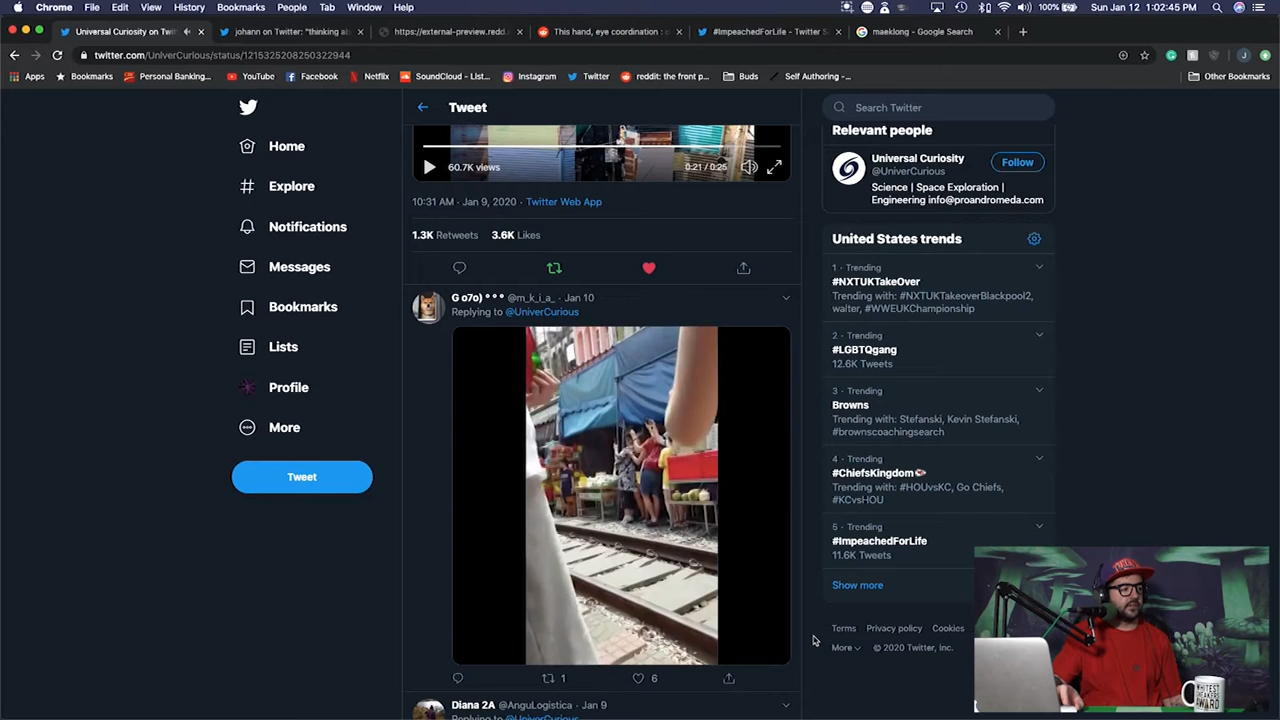 Chrome File Edit View History Bookmarks People Tab Window Help 100% Sun Jan 12 1:02:45 PM
Universal Curiosity on Twi johann on Twitter: "thinking ab https://external-preview.redd. This hand, eye coordination : o #ImpeachedForLife - Twitter S maeklong - Google Search
twitter.com/UniverCurious/status/1215325208250322944
Apps Bookmarks Personal Banking... YouTube Facebook Netflix SoundCloud – List... Instagram Twitter reddit: the front p... Buds Self Authoring -... Other Bookmarks
Tweet
Search Twitter
Home
Explore
Notifications
Messages
Bookmarks
Lists
Profile
More
Tweet
60.7K views 0:21 / 0:25
10:31 AM · Jan 9, 2020 · Twitter Web App
1.3K Retweets 3.6K Likes
G o7o) ° ° ° @m_k_i_a_ · Jan 10
Replying to @UniverCurious
1 6
Diana 2A @AnguLogistica · Jan 9
Replying to @UniverCurious
Relevant people
Universal Curiosity
@UniverCurious
Follow
Science | Space Exploration |
Engineering info@proandromeda.com
United States trends
1 · Trending
#NXTUKTakeOver
Trending with: #NXTUKTakeoverBlackpool2,
walter, #WWEUKChampionship
2 · Trending
#LGBTQgang
12.6K Tweets
3 · Trending
Browns
Trending with: Stefanski, Kevin Stefanski,
#brownscoachingsearch
4 · Trending
#ChiefsKingdom
Trending with: #HOUvsKC, Go Chiefs,
#KCvsHOU
5 · Trending
#ImpeachedForLife
11.6K Tweets
Show more
Terms Privacy policy Cookies
More © 2020 Twitter, Inc.
WHITEST
AWARD